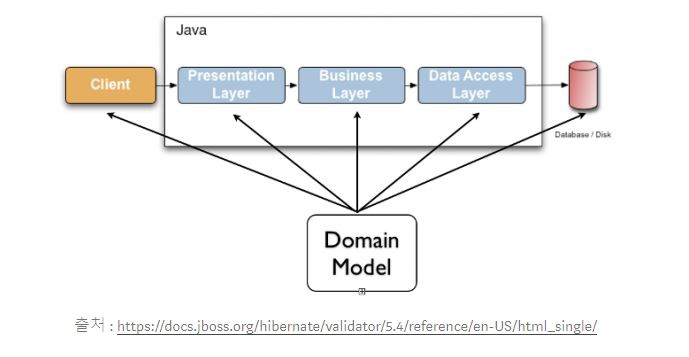 Java
Client
Presentation
Layer
Business
Layer
Data Access
Layer
Database / Disk
Domain
Model
출처 : https://docs.jboss.org/hibernate/validator/5.4/reference/en-US/html_single/